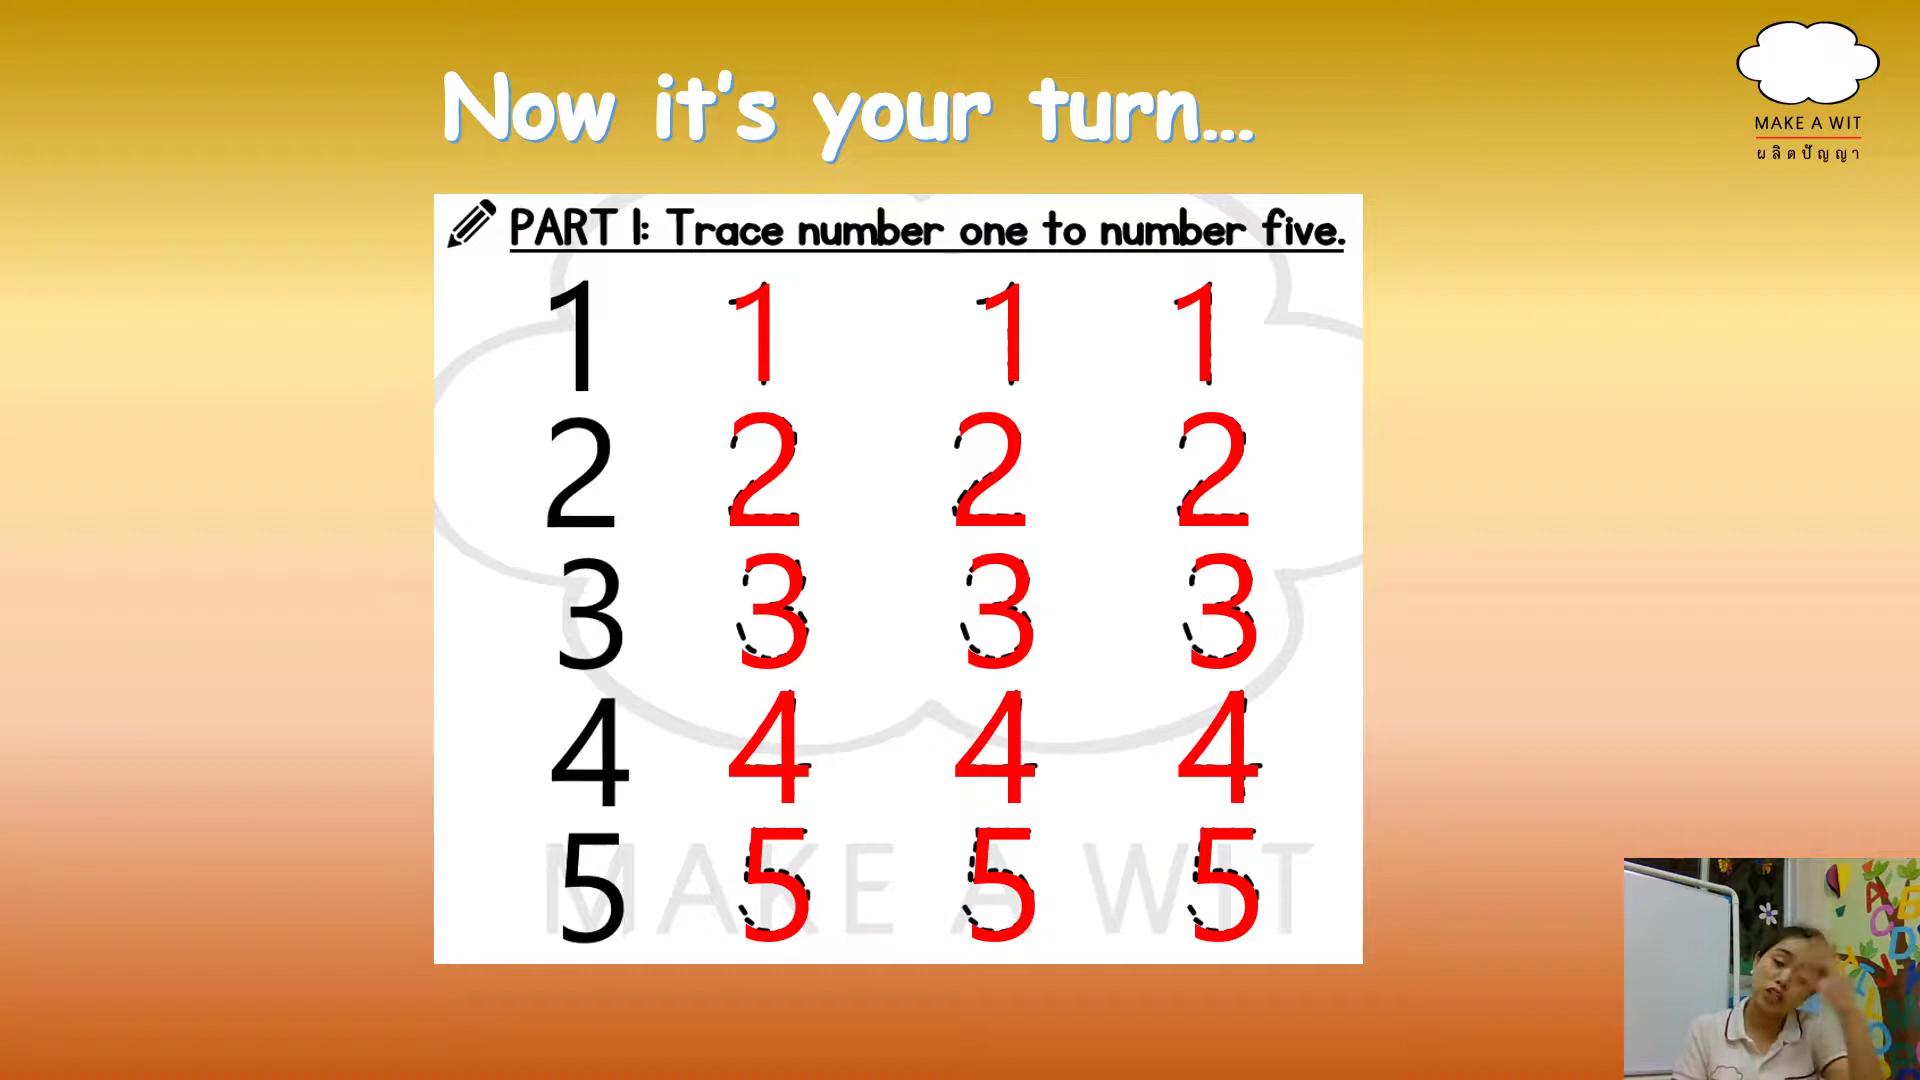 Now it's your turn...
MAKE A WIT
ผลิตปัญญา
PART 1: Trace number one to number five.
1 1 1 1
2 2 2 2
3 3 3 3
4 4 4 4
5 5 5 5
MAKE A WIT